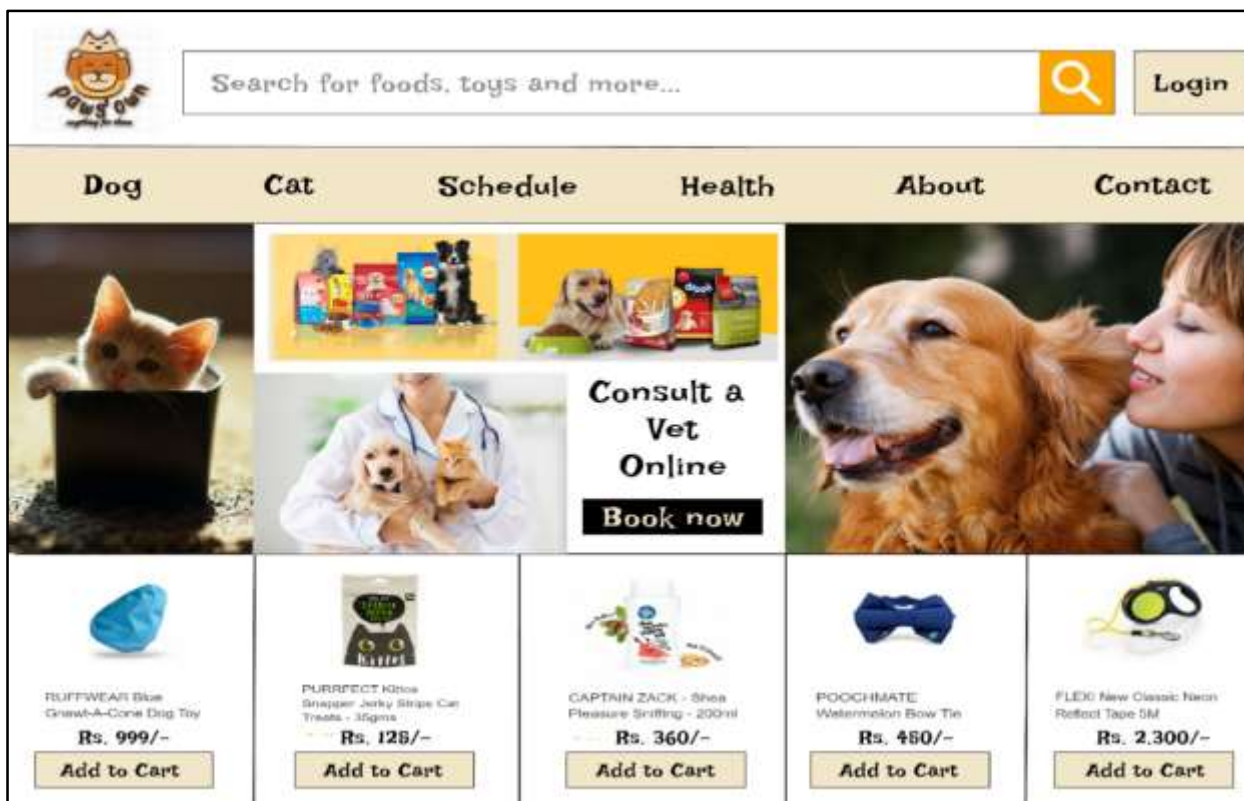 Paws' Own
Search for foods, toys and more...
Login
Dog
Cat
Schedule
Health
About
Contact
Consult a
Vet
Online
Book now
RUFFWEAR Blue
Gnawt-A-Cone Dog Toy
Rs. 999/-
Add to Cart
PURRFECT
Snapper Jerky Strips Cat
Treats - 35gms
Rs. 125/-
Add to Cart
CAPTAIN ZACK - Shea
Pleasure Sniffing - 200ml
Rs. 360/-
Add to Cart
POOCHMATE
Watermelon Bow Tie
Rs. 450/-
Add to Cart
FLEXI New Classic Neon
Reflect Tape 5M
Rs. 2,300/-
Add to Cart